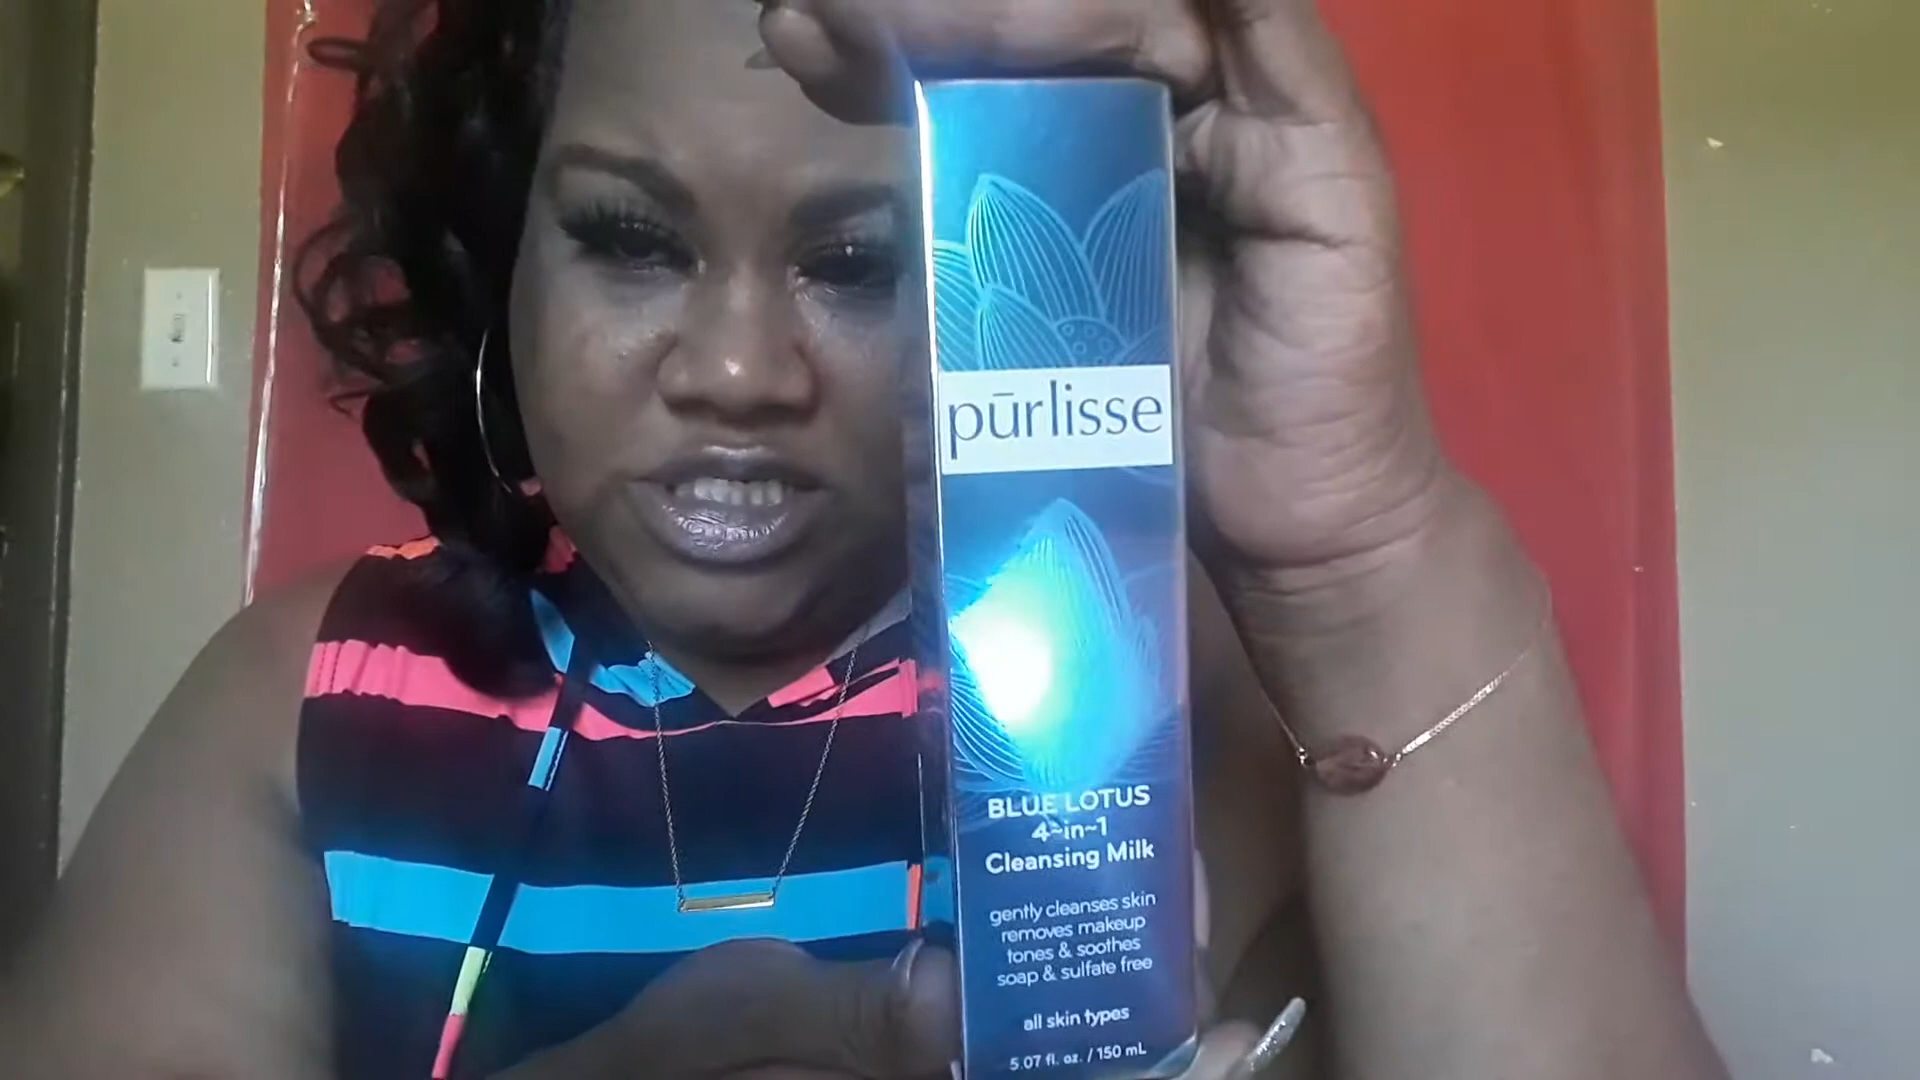 pūrlisse
BLUE LOTUS
4~in~1
Cleansing Milk
gently cleanses skin
removes makeup
tones & soothes
soap & sulfate free
all skin types
5.07 fl. oz. / 150 mL